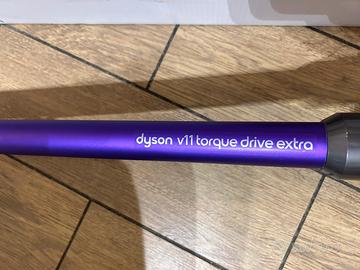 dyson v11 torque drive extra